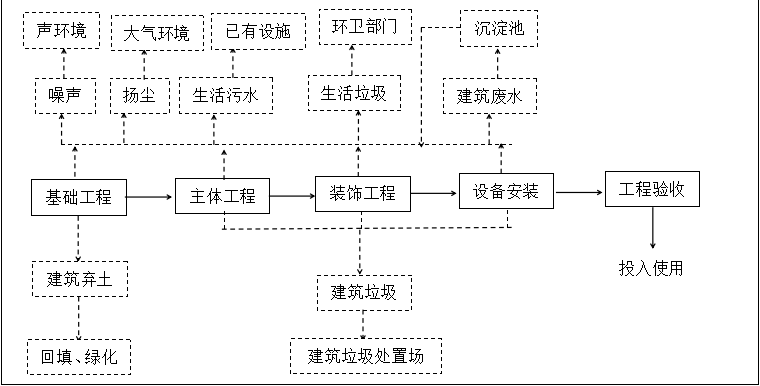 声环境
大气环境
已有设施
环卫部门
沉淀池
噪声
扬尘
生活污水
生活垃圾
建筑废水
基础工程
主体工程
装饰工程
设备安装
工程验收
建筑弃土
建筑垃圾
投入使用
回填、绿化
建筑垃圾处置场